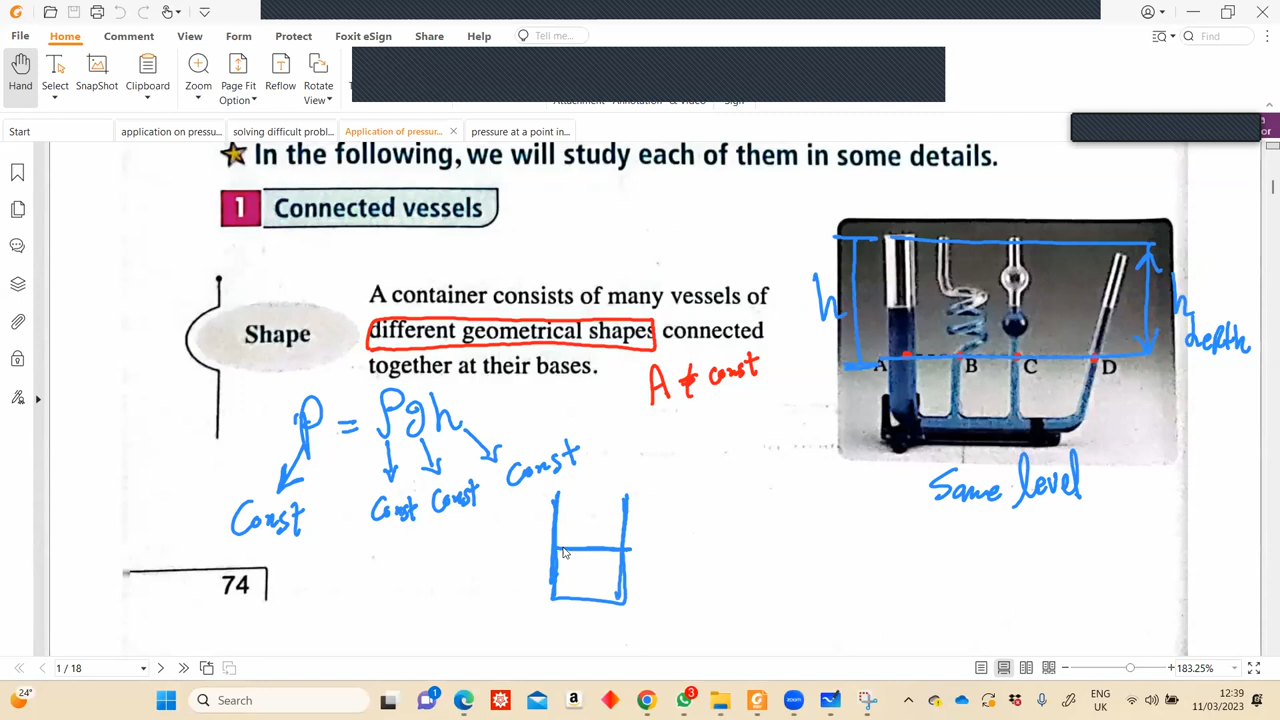 File Home Comment View Form Protect Foxit eSign Share Help Tell me... Find
Hand Select SnapShot Clipboard Zoom Page Fit Option Reflow Rotate View
Start application on pressu... solving difficult probl... Application of pressur... pressure at a point in...
In the following, we will study each of them in some details.
1 Connected vessels
Shape
A container consists of many vessels of
different geometrical shapes connected
together at their bases.
A ≠ const
P = ρgh
Const Const Const Const
h h depth
A B C D
Same level
74
1 / 18 183.25%
24° Search 1 3 ENG UK 12:39 11/03/2023